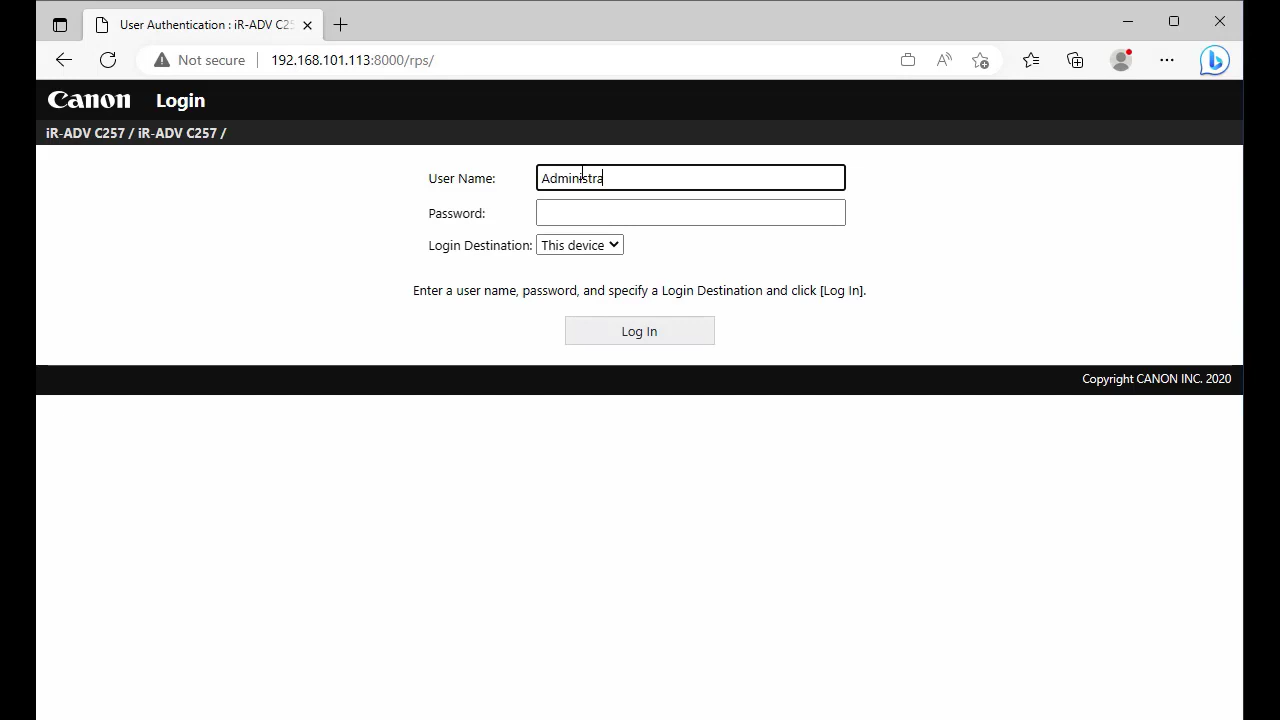 User Authentication : iR-ADV C25
Not secure 192.168.101.113:8000/rps/
Canon Login
iR-ADV C257 / iR-ADV C257 /
User Name: Administra
Password:
Login Destination: This device
Enter a user name, password, and specify a Login Destination and click [Log In].
Log In
Copyright CANON INC. 2020